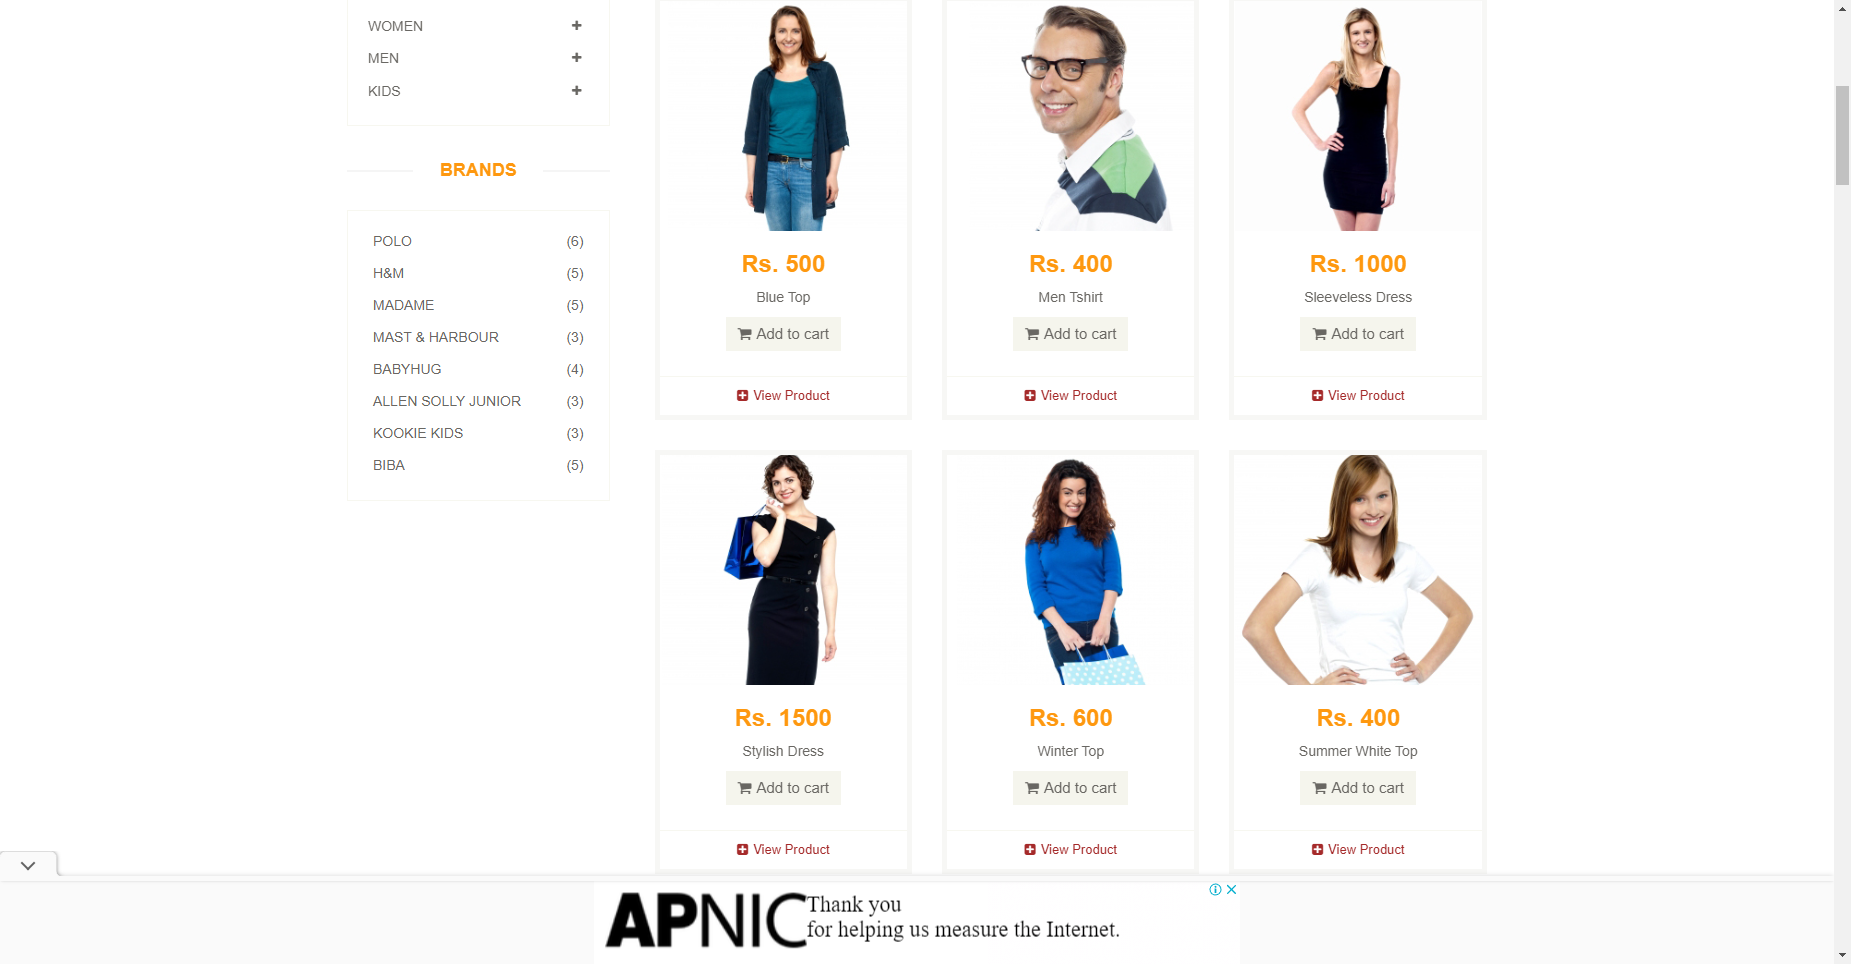 WOMEN
MEN
KIDS
BRANDS
POLO (6)
H&M (5)
MADAME (5)
MAST & HARBOUR (3)
BABYHUG (4)
ALLEN SOLLY JUNIOR (3)
KOOKIE KIDS (3)
BIBA (5)
Rs. 500
Blue Top
Add to cart
View Product
Rs. 400
Men Tshirt
Add to cart
View Product
Rs. 1000
Sleeveless Dress
Add to cart
View Product
Rs. 1500
Stylish Dress
Add to cart
View Product
Rs. 600
Winter Top
Add to cart
View Product
Rs. 400
Summer White Top
Add to cart
View Product
APNIC
Thank you
for helping us measure the Internet.